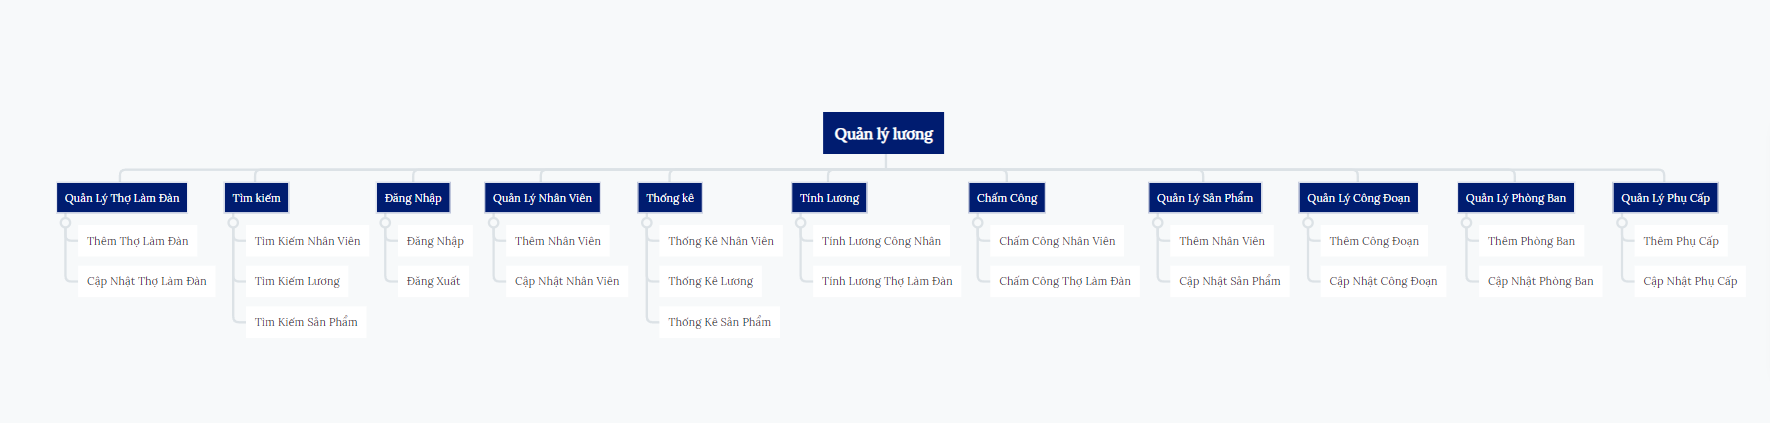 Quản lý lương
Quản Lý Thợ Làm Đàn
Thêm Thợ Làm Đàn
Cập Nhật Thợ Làm Đàn
Tìm kiếm
Tìm Kiếm Nhân Viên
Tìm Kiếm Lương
Tìm Kiếm Sản Phẩm
Đăng Nhập
Đăng Nhập
Đăng Xuất
Quản Lý Nhân Viên
Thêm Nhân Viên
Cập Nhật Nhân Viên
Thống kê
Thống Kê Nhân Viên
Thống Kê Lương
Thống Kê Sản Phẩm
Tính Lương
Tính Lương Công Nhân
Tính Lương Thợ Làm Đàn
Chấm Công
Chấm Công Nhân Viên
Chấm Công Thợ Làm Đàn
Quản Lý Sản Phẩm
Thêm Nhân Viên
Cập Nhật Sản Phẩm
Quản Lý Công Đoạn
Thêm Công Đoạn
Cập Nhật Công Đoạn
Quản Lý Phòng Ban
Thêm Phòng Ban
Cập Nhật Phòng Ban
Quản Lý Phụ Cấp
Thêm Phụ Cấp
Cập Nhật Phụ Cấp